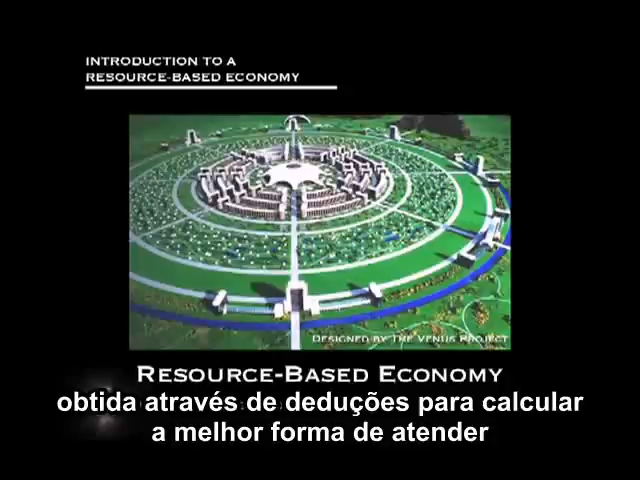 INTRODUCTION TO A
RESOURCE-BASED ECONOMY
DESIGNED BY THE VENUS PROJECT
RESOURCE-BASED ECONOMY
obtida através de deduções para calcular
a melhor forma de atender